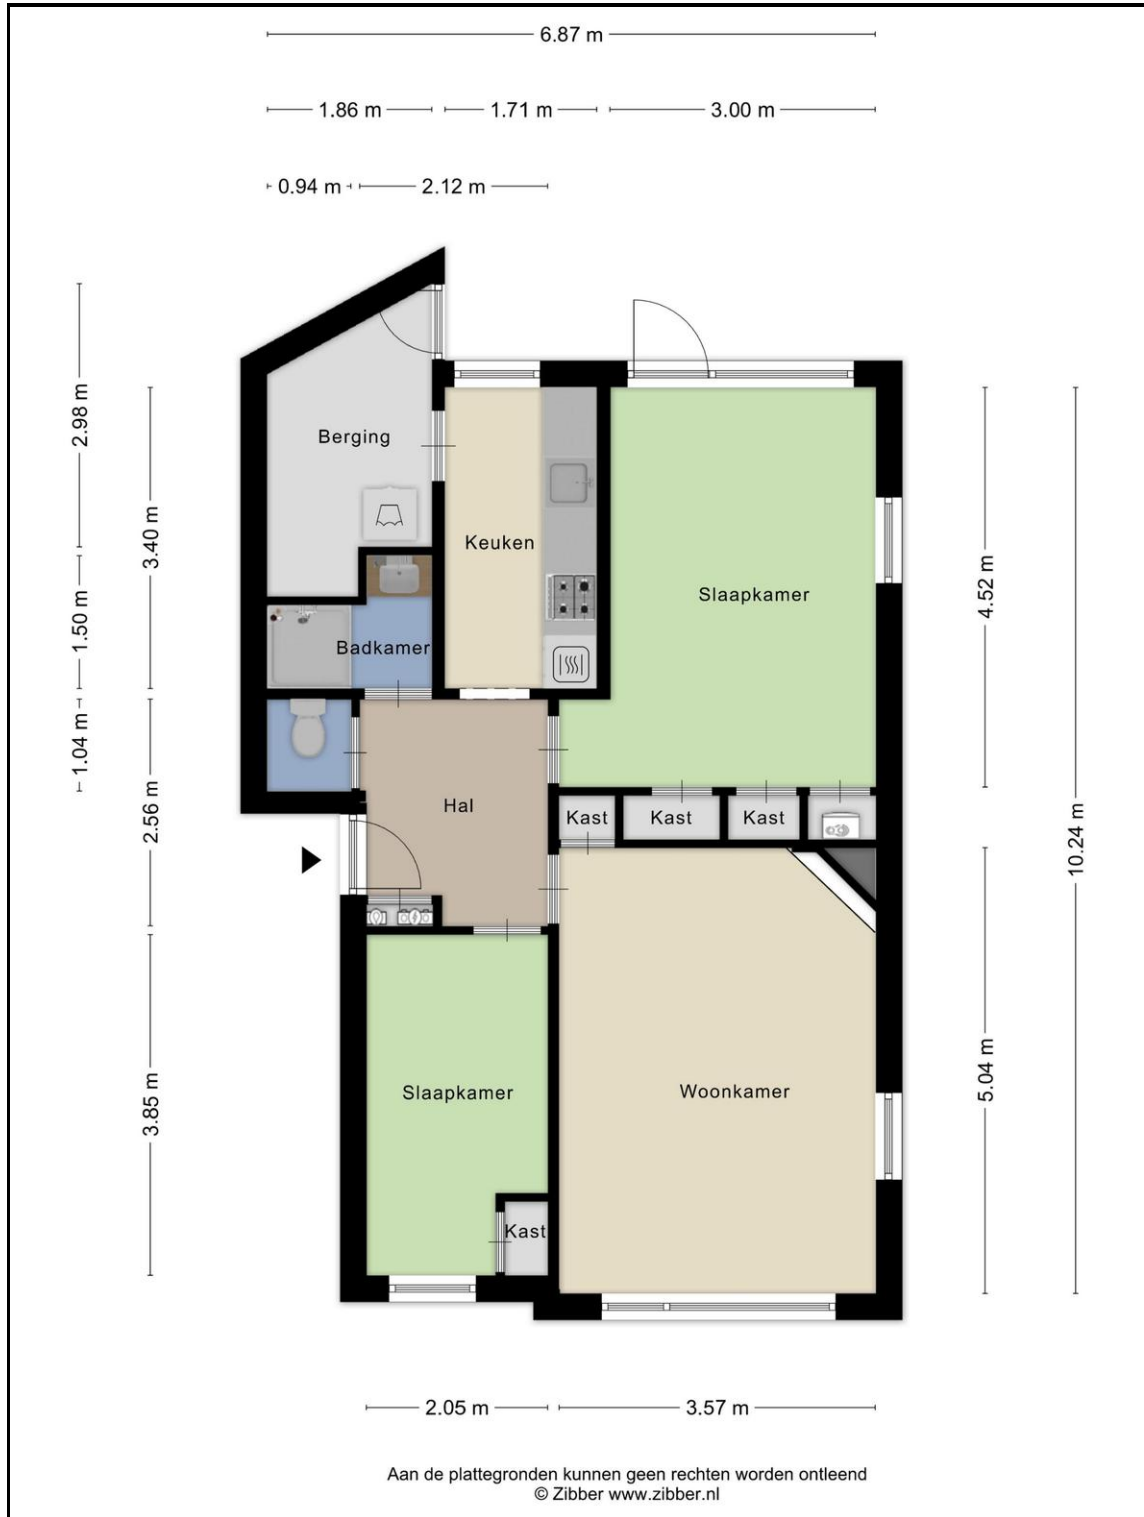 6.87 m
1.86 m
1.71 m
3.00 m
0.94 m
2.12 m
2.98 m
3.40 m
1.50 m
1.04 m
2.56 m
3.85 m
4.52 m
10.24 m
5.04 m
Berging
Keuken
Slaapkamer
Badkamer
Hal
Kast
Kast
Kast
Slaapkamer
Woonkamer
Kast
2.05 m
3.57 m
Aan de plattegronden kunnen geen rechten worden ontleend
© Zibber www.zibber.nl